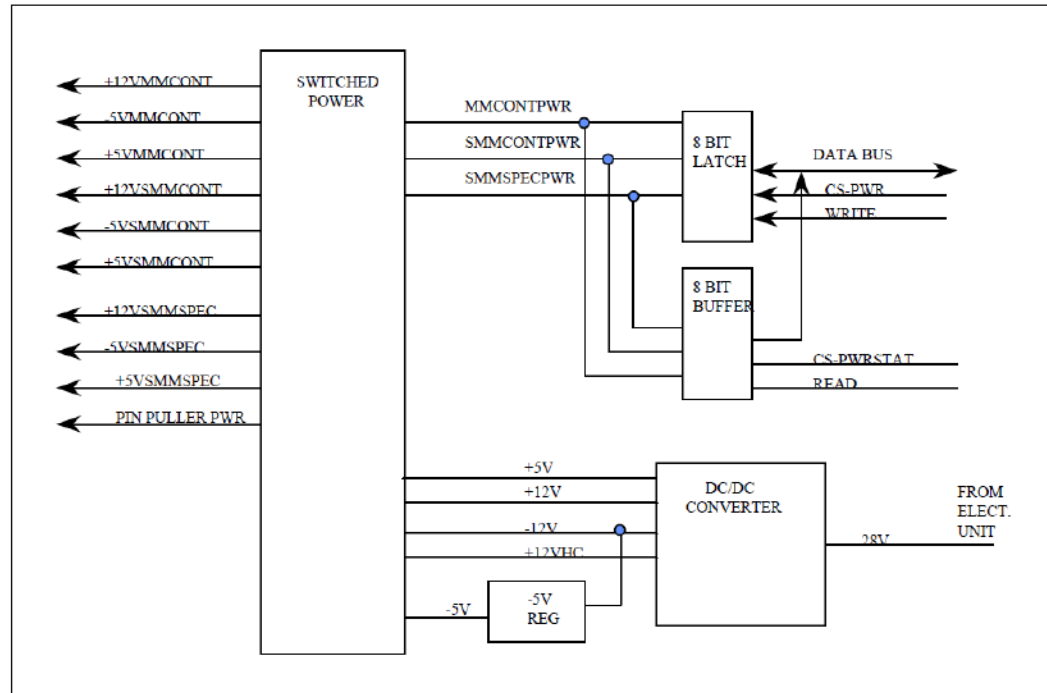 SWITCHED
POWER
+12VMMCONT
-5VMMCONT
+5VMMCONT
+12VSMMCONT
-5VSMMCONT
+5VSMMCONT
+12VSMMSPEC
-5VSMMSPEC
+5VSMMSPEC
PIN PULLER PWR
MMCONTPWR
SMMCONTPWR
SMMSPECPWR
8 BIT
LATCH
DATA BUS
CS-PWR
WRITE
8 BIT
BUFFER
CS-PWRSTAT
READ
+5V
+12V
-12V
+12VHC
-5V
-5V
REG
DC/DC
CONVERTER
28V
FROM
ELECT.
UNIT